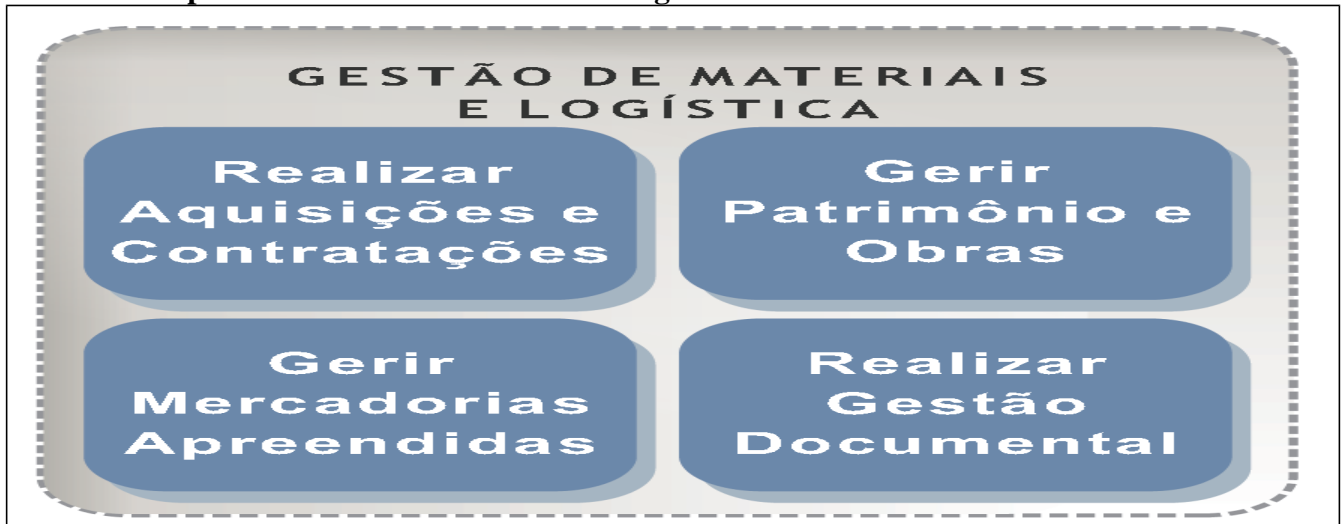 GESTÃO DE MATERIAIS
E LOGÍSTICA
Realizar
Aquisições e
Contratações
Gerir
Patrimônio e
Obras
Gerir
Mercadorias
Apreendidas
Realizar
Gestão
Documental